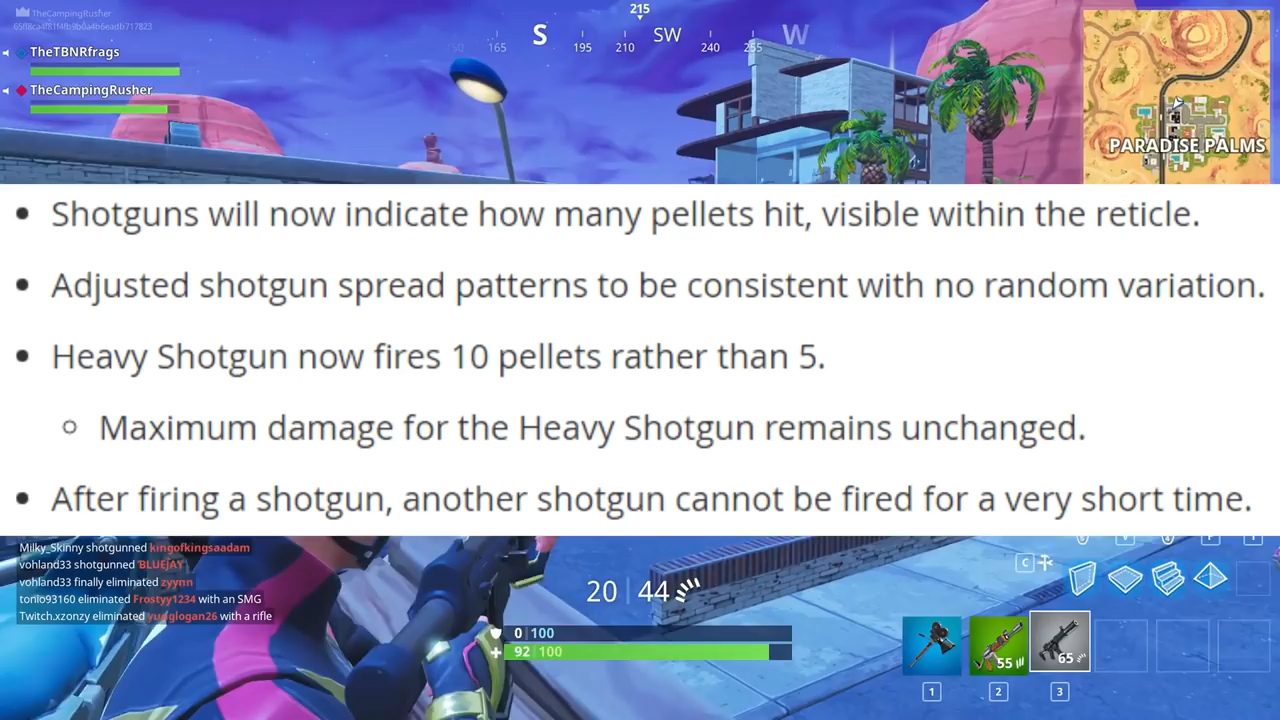 TheCampingRusher
215
TheTBNRfrags
165 S 195 210 SW 240 255 W
TheCampingRusher
PARADISE PALMS
• Shotguns will now indicate how many pellets hit, visible within the reticle.
• Adjusted shotgun spread patterns to be consistent with no random variation.
• Heavy Shotgun now fires 10 pellets rather than 5.
○ Maximum damage for the Heavy Shotgun remains unchanged.
• After firing a shotgun, another shotgun cannot be fired for a very short time.
Milky_Skinny shotgunned kingofkingsaadam
vohland33 shotgunned 'BLUEJAY
vohland33 finally eliminated zyynn
tonio93160 eliminated Frostyy1234 with an SMG
Twitch.xzonzy eliminated yunglogan26 with a rifle
C
20 | 44
0 | 100
92 | 100
55
65
1
2
3